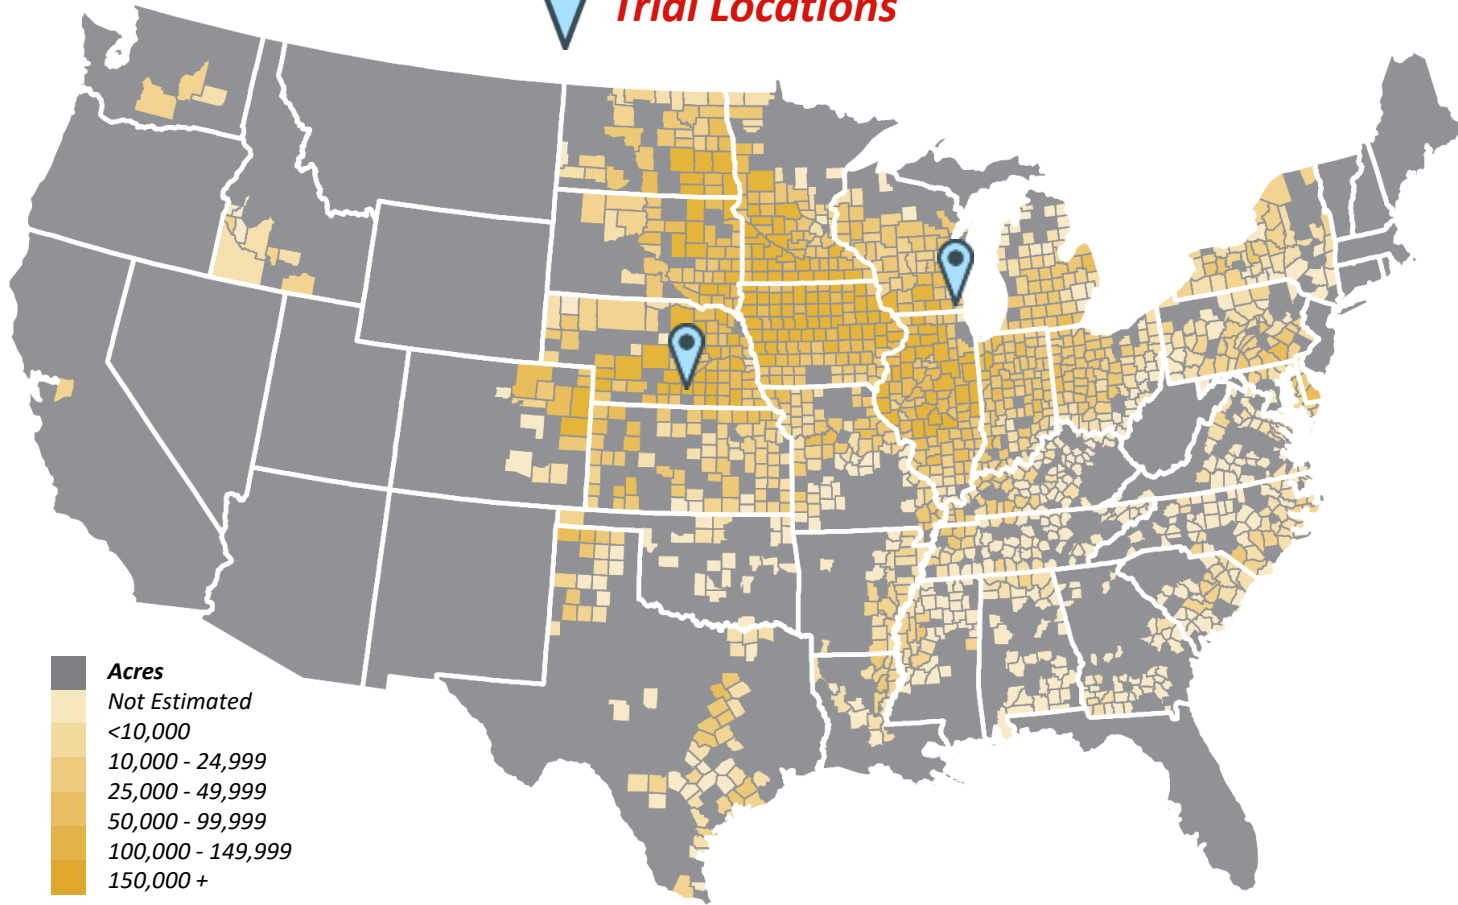 Trial Locations
Acres
Not Estimated
<10,000
10,000 - 24,999
25,000 - 49,999
50,000 - 99,999
100,000 - 149,999
150,000 +